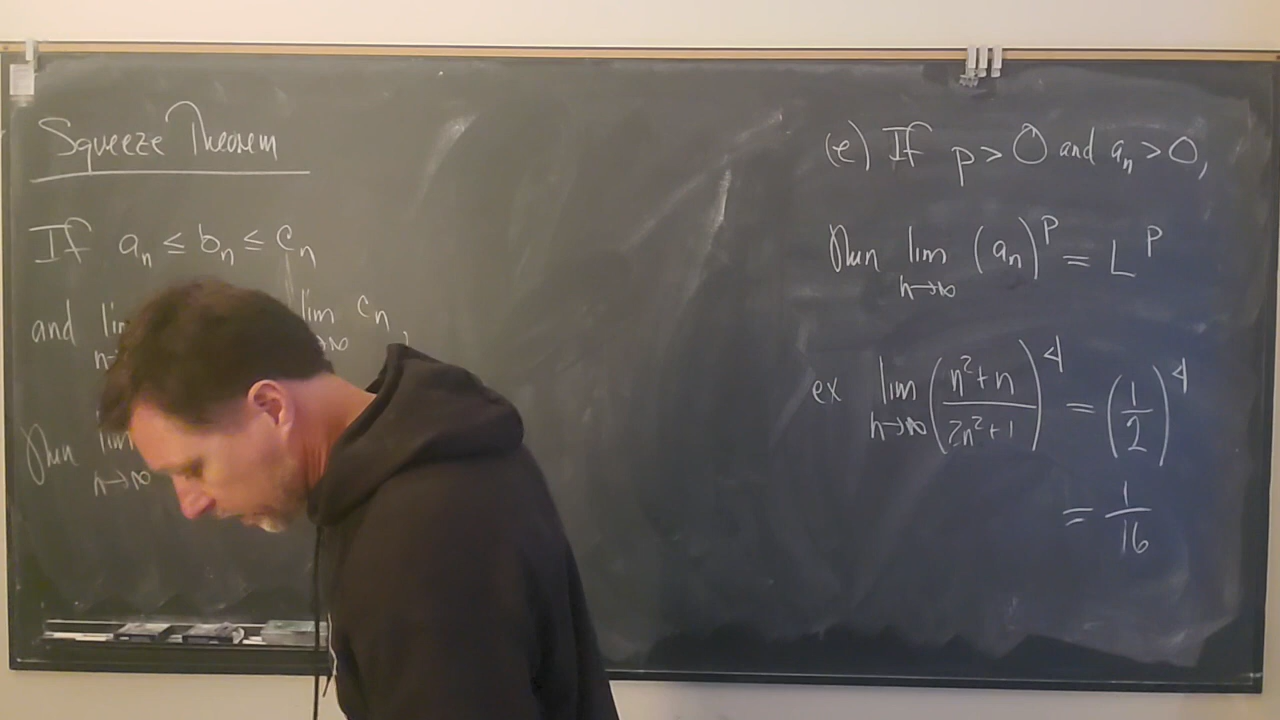 Squeeze Theorem
If aₙ ≤ bₙ ≤ cₙ
and lim cₙ,
n→∞
Then lim
n→∞
(e) If p > 0 and aₙ > 0,
Then lim (aₙ)ᵖ = Lᵖ
n→∞
ex lim ((n²+n)/(2n²+1))⁴ = (1/2)⁴
n→∞
= 1/16